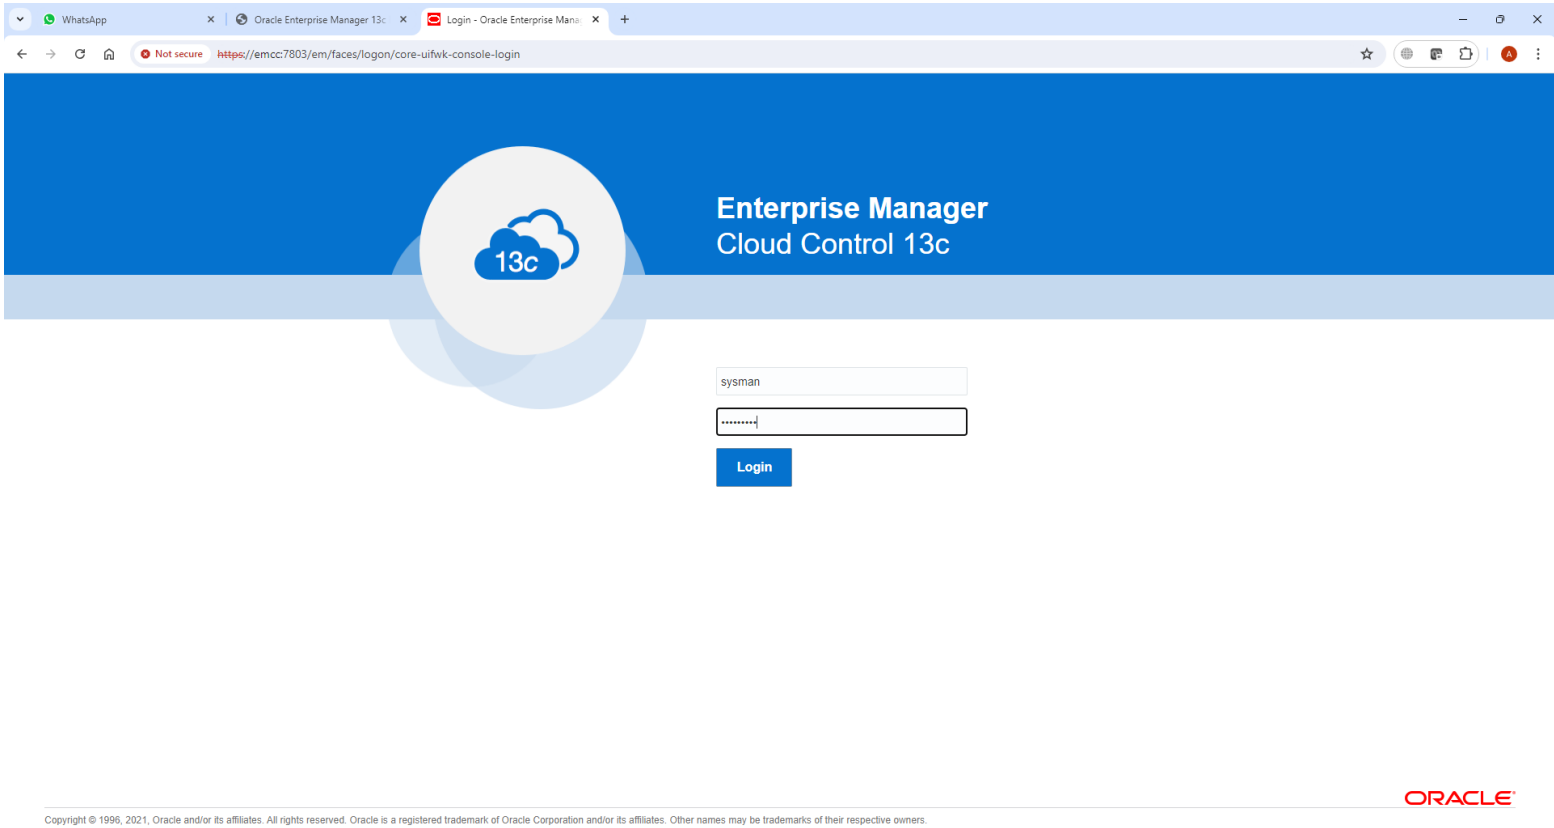 WhatsApp
Oracle Enterprise Manager 13c
Login - Oracle Enterprise Mana
Not secure
https://emcc:7803/em/faces/logon/core-uifwk-console-login
A
Enterprise Manager
Cloud Control 13c
13c
sysman
Login
ORACLE
Copyright © 1996, 2021, Oracle and/or its affiliates. All rights reserved. Oracle is a registered trademark of Oracle Corporation and/or its affiliates. Other names may be trademarks of their respective owners.